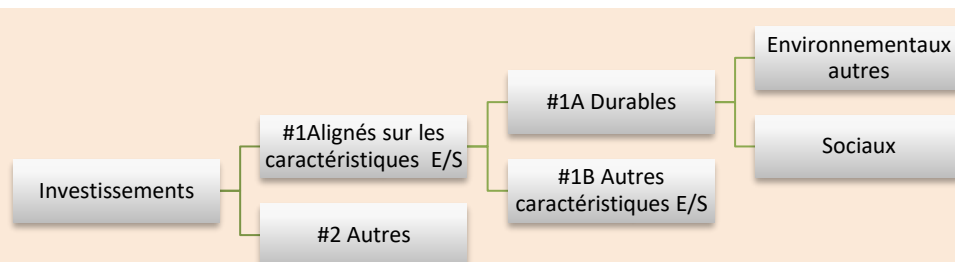 Investissements
#1Alignés sur les
caractéristiques E/S
#2 Autres
#1A Durables
#1B Autres
caractéristiques E/S
Environnementaux
autres
Sociaux